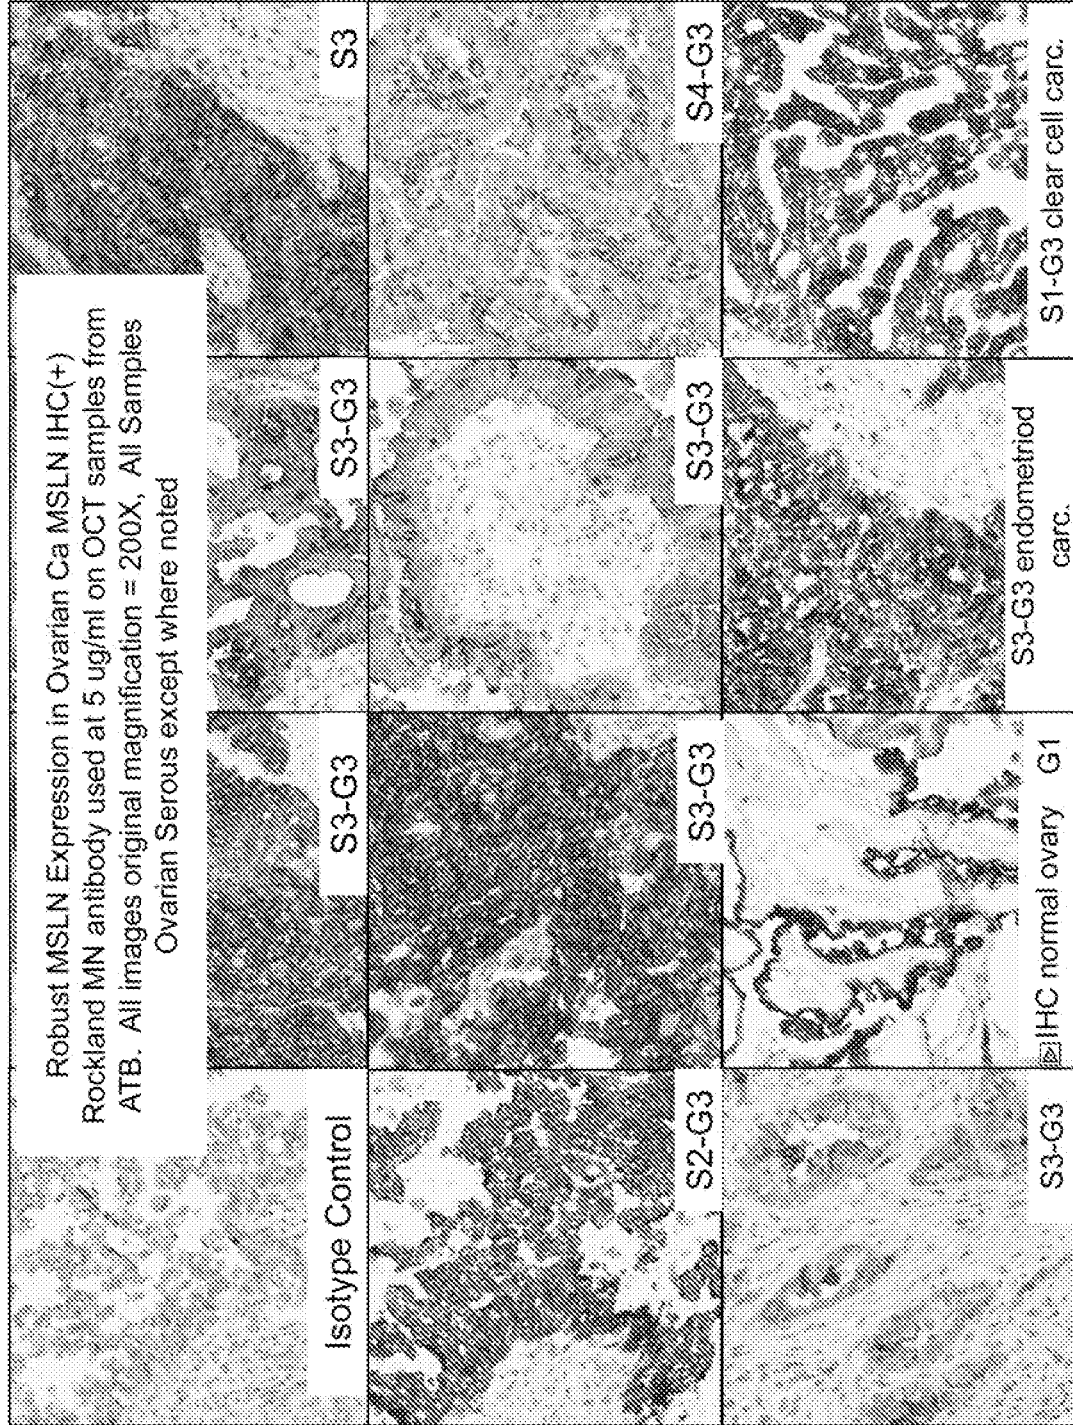 Robust MSLN Expression in Ovarian Ca MSLN IHC(+)
Rockland MN antibody used at 5 ug/ml on OCT samples from
ATB. All images original magnification = 200X, All Samples
Ovarian Serous except where noted
Isotype Control
S3-G3
S3-G3
S3
S2-G3
S3-G3
S3-G3
S4-G3
S3-G3
IHC normal ovary G1
S3-G3 endometriod
carc.
S1-G3 clear cell carc.